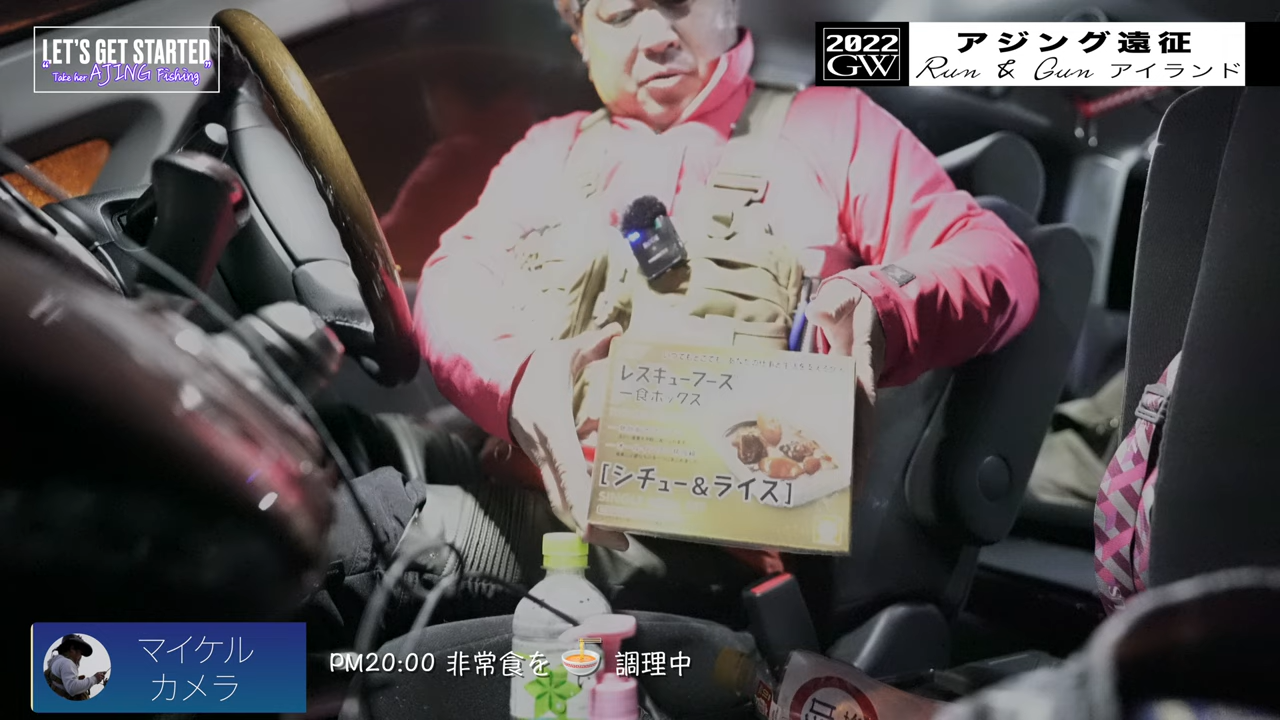 LET'S GET STARTED
"Take her AJING Fishing"
2022
GW
アジング遠征
Run & Gun アイランド
レスキューフーズ
一食ボックス
[シチュー&ライス]
マイケル
カメラ
PM20:00 非常食を🍜調理中